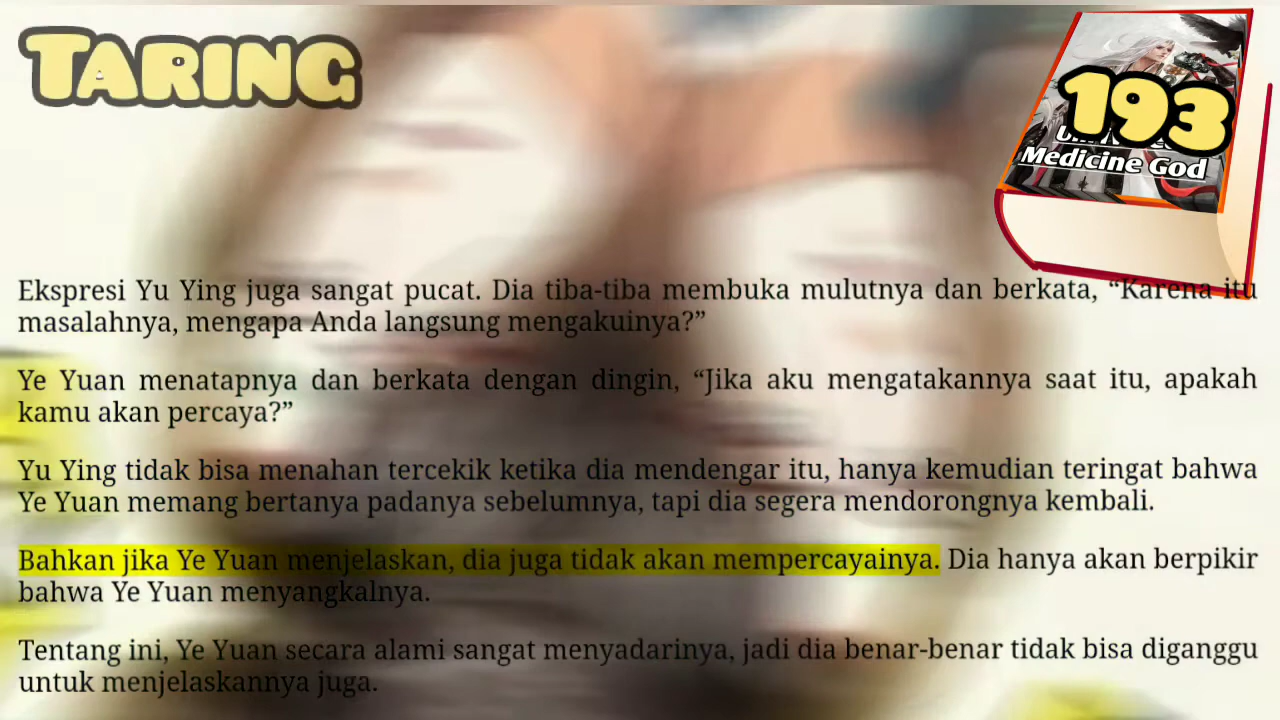 TARING
193
Medicine God
Ekspresi Yu Ying juga sangat pucat. Dia tiba-tiba membuka mulutnya dan berkata, “Karena itu
masalahnya, mengapa Anda langsung mengakuinya?”
Ye Yuan menatapnya dan berkata dengan dingin, “Jika aku mengatakannya saat itu, apakah
kamu akan percaya?”
Yu Ying tidak bisa menahan tercekik ketika dia mendengar itu, hanya kemudian teringat bahwa
Ye Yuan memang bertanya padanya sebelumnya, tapi dia segera mendorongnya kembali.
Bahkan jika Ye Yuan menjelaskan, dia juga tidak akan mempercayainya. Dia hanya akan berpikir
bahwa Ye Yuan menyangkalnya.
Tentang ini, Ye Yuan secara alami sangat menyadarinya, jadi dia benar-benar tidak bisa diganggu
untuk menjelaskannya juga.